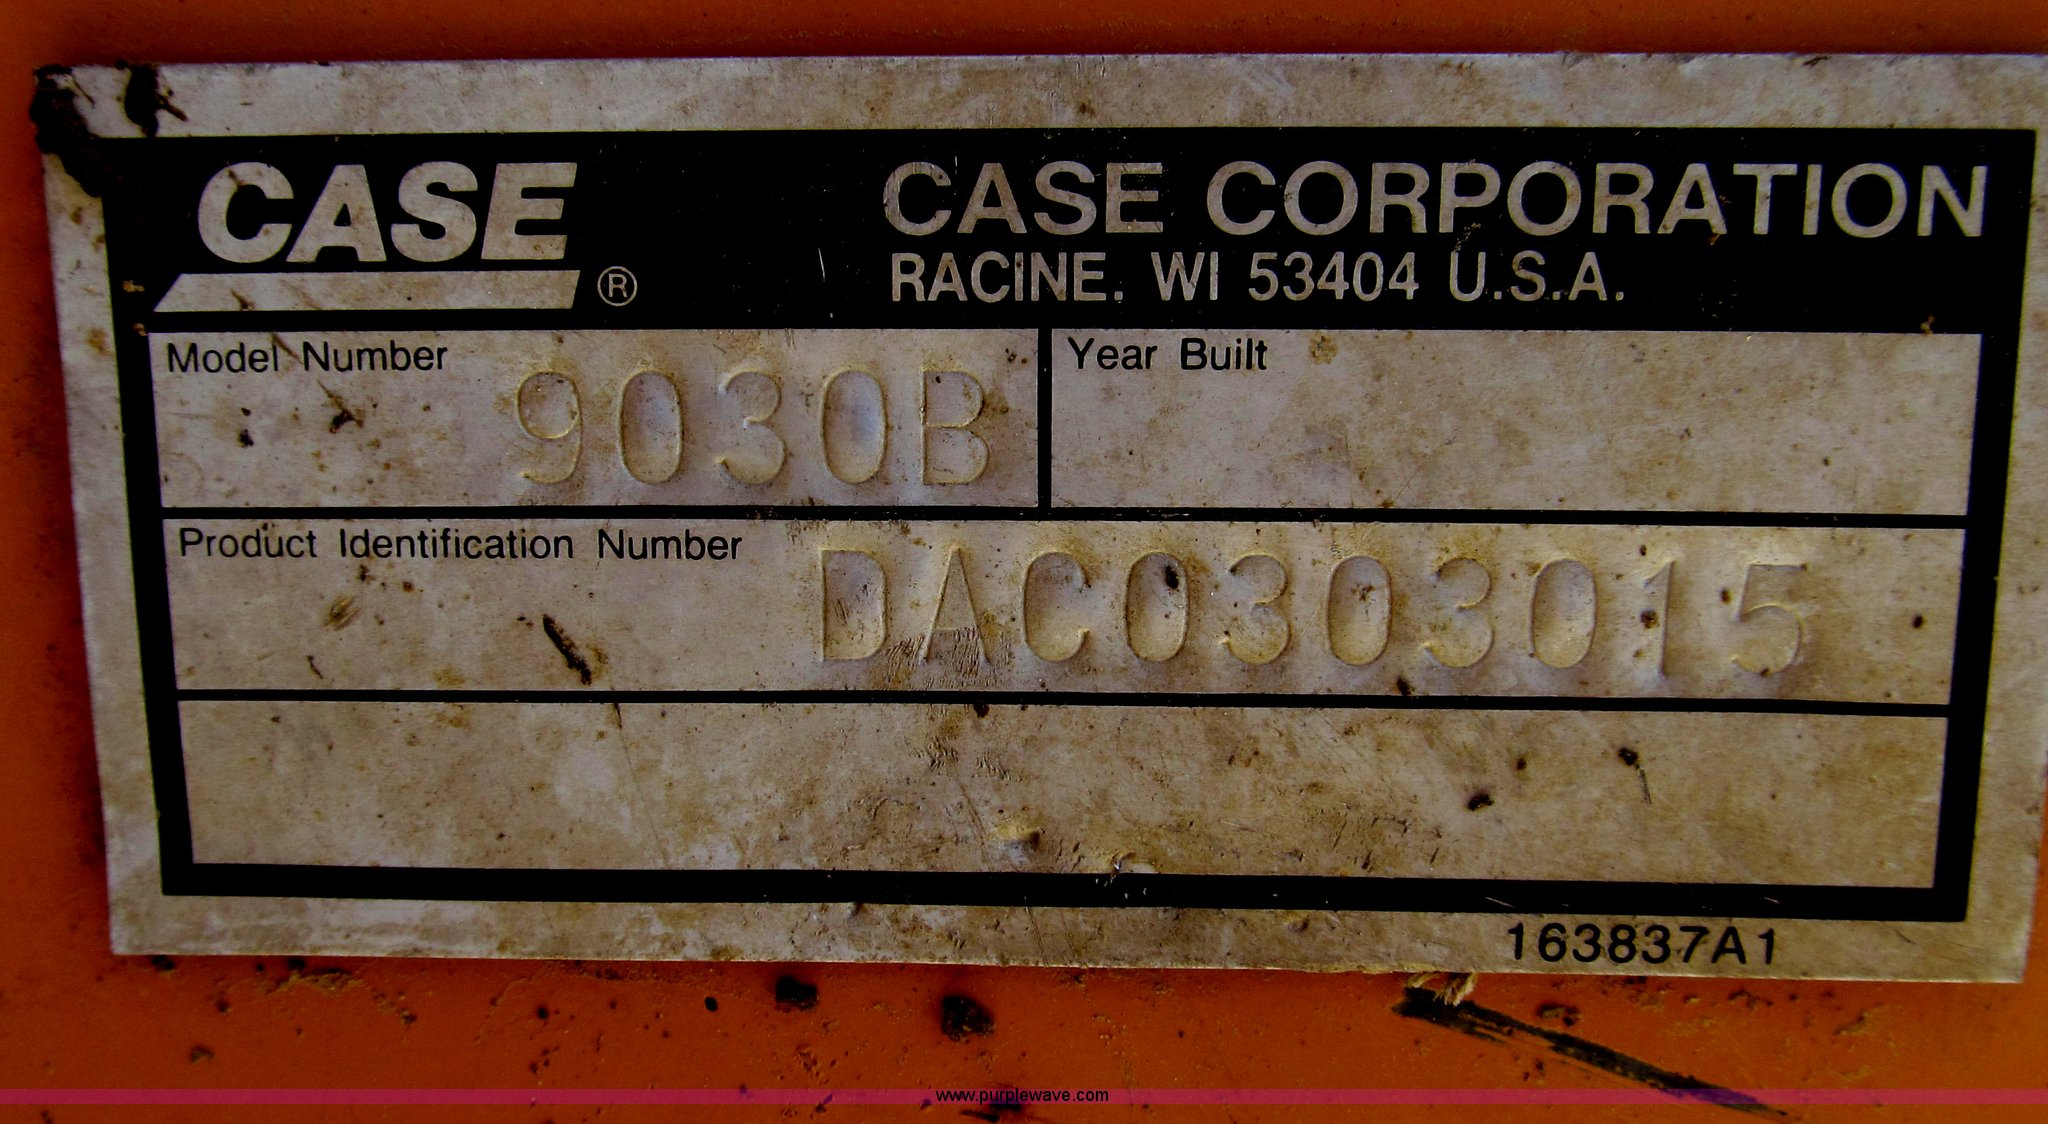 CASE ®
CASE CORPORATION
RACINE, WI 53404 U.S.A.
Model Number 9030B
Year Built
Product Identification Number DAC0303015
163837A1
www.purplewave.com